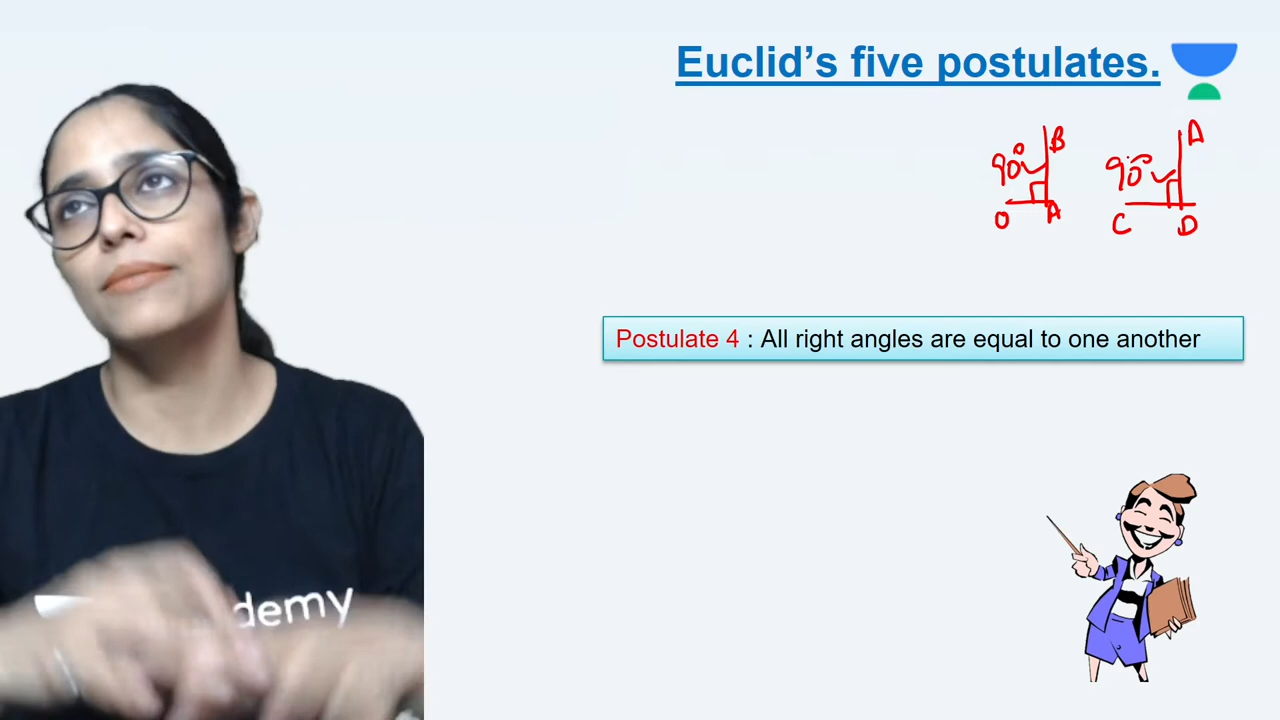 Euclid's five postulates.
90° B
90° D
O A
C D
Postulate 4 : All right angles are equal to one another
demy